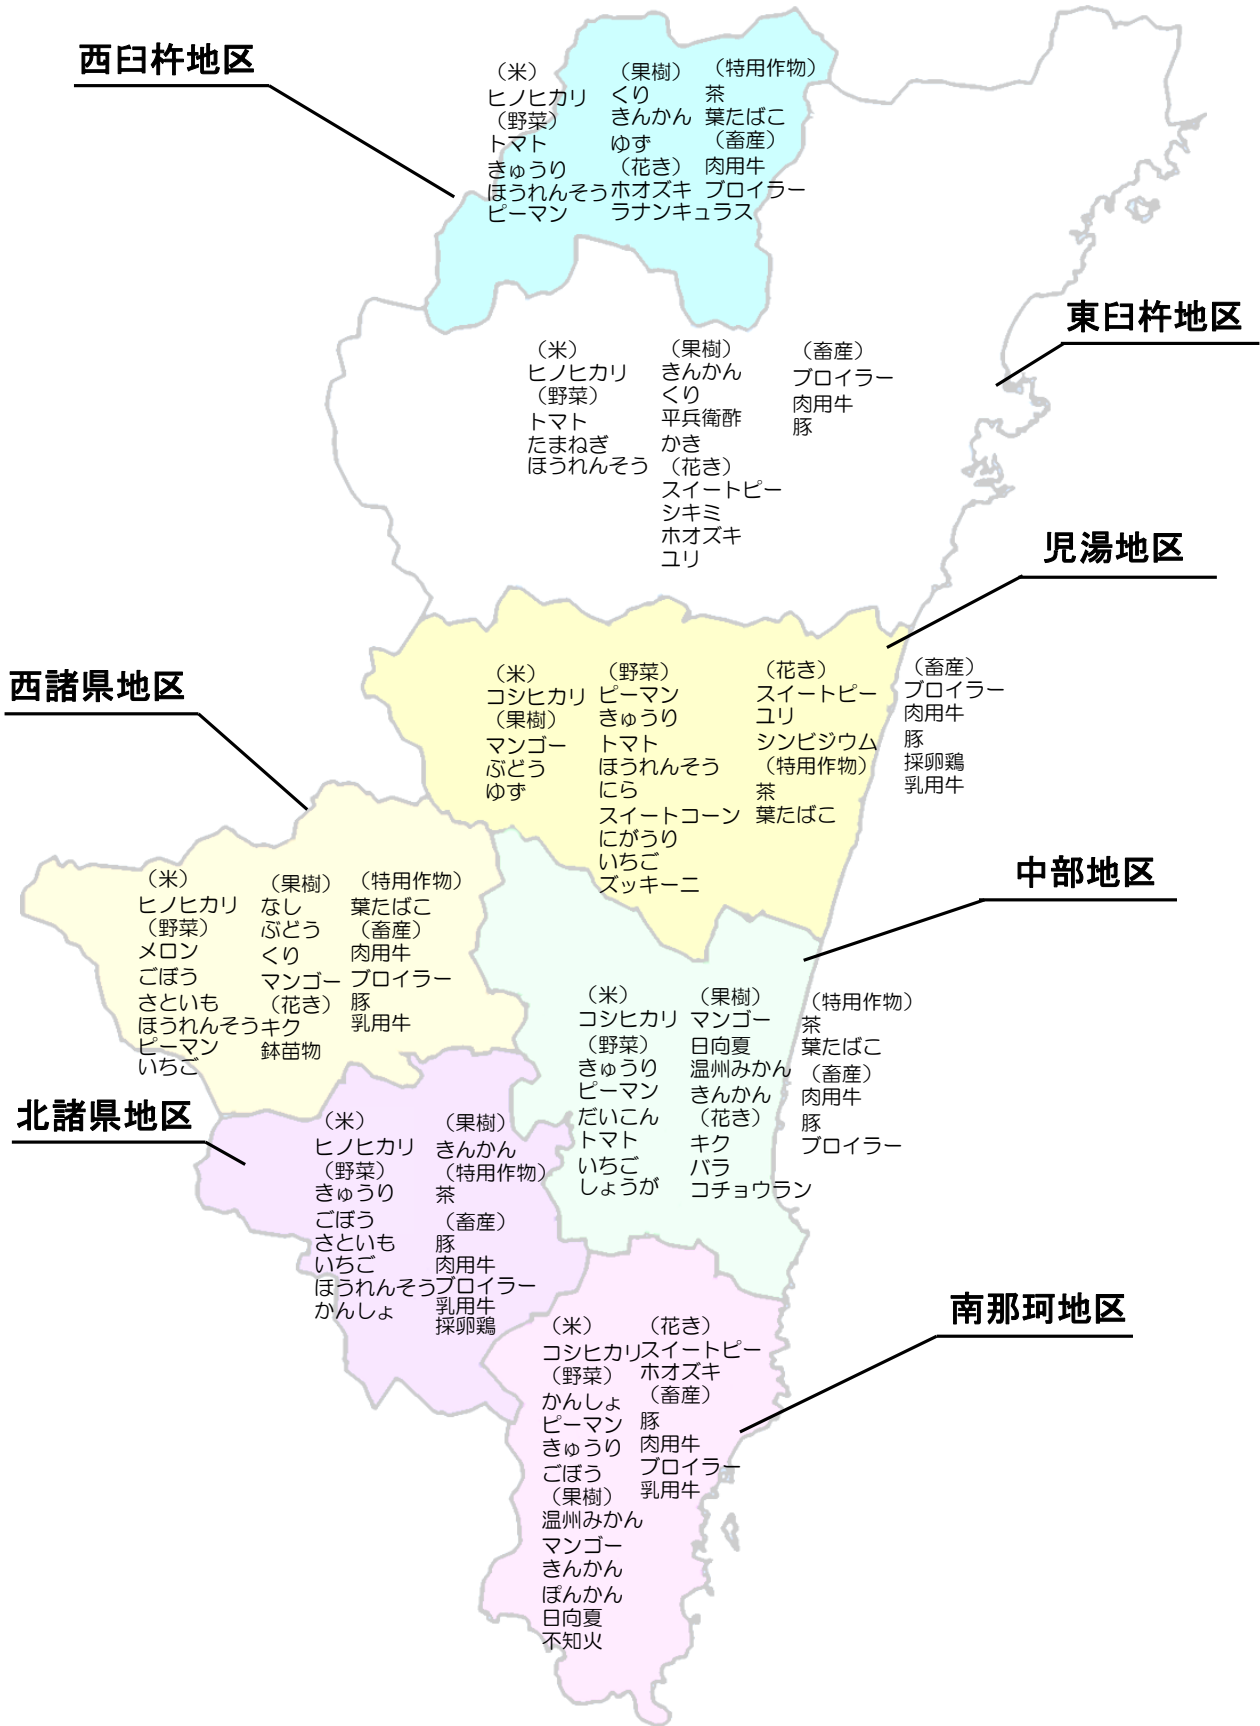 西臼杵地区
（米）
ヒノヒカリ
（野菜）
トマト
きゅうり
ほうれんそう
ピーマン
（果樹）
くり
きんかん
ゆず
（花き）
ホオズキ
ラナンキュラス
（特用作物）
茶
葉たばこ
（畜産）
肉用牛
ブロイラー
東臼杵地区
（米）
ヒノヒカリ
（野菜）
トマト
たまねぎ
ほうれんそう
（果樹）
きんかん
くり
平兵衛酢
かき
（花き）
スイートピー
シキミ
ホオズキ
ユリ
（畜産）
ブロイラー
肉用牛
豚
児湯地区
（米）
コシヒカリ
（果樹）
マンゴー
ぶどう
ゆず
（野菜）
ピーマン
きゅうり
トマト
ほうれんそう
にら
スイートコーン
にがうり
いちご
ズッキーニ
（花き）
スイートピー
ユリ
シンビジウム
（特用作物）
茶
葉たばこ
（畜産）
ブロイラー
肉用牛
豚
採卵鶏
乳用牛
西諸県地区
（米）
ヒノヒカリ
（野菜）
メロン
ごぼう
さといも
ほうれんそう
ピーマン
いちご
（果樹）
なし
ぶどう
くり
マンゴー
（花き）
キク
鉢苗物
（特用作物）
葉たばこ
（畜産）
肉用牛
ブロイラー
豚
乳用牛
中部地区
（米）
コシヒカリ
（野菜）
きゅうり
ピーマン
だいこん
トマト
いちご
しょうが
（果樹）
マンゴー
日向夏
温州みかん
きんかん
（花き）
キク
バラ
コチョウラン
（特用作物）
茶
葉たばこ
（畜産）
肉用牛
豚
ブロイラー
北諸県地区
（米）
ヒノヒカリ
（野菜）
きゅうり
ごぼう
さといも
いちご
ほうれんそう
かんしょ
（果樹）
きんかん
（特用作物）
茶
（畜産）
豚
肉用牛
ブロイラー
乳用牛
採卵鶏
南那珂地区
（米）
コシヒカリ
（野菜）
かんしょ
ピーマン
きゅうり
ごぼう
（果樹）
温州みかん
マンゴー
きんかん
ぽんかん
日向夏
不知火
（花き）
スイートピー
ホオズキ
（畜産）
豚
肉用牛
ブロイラー
乳用牛